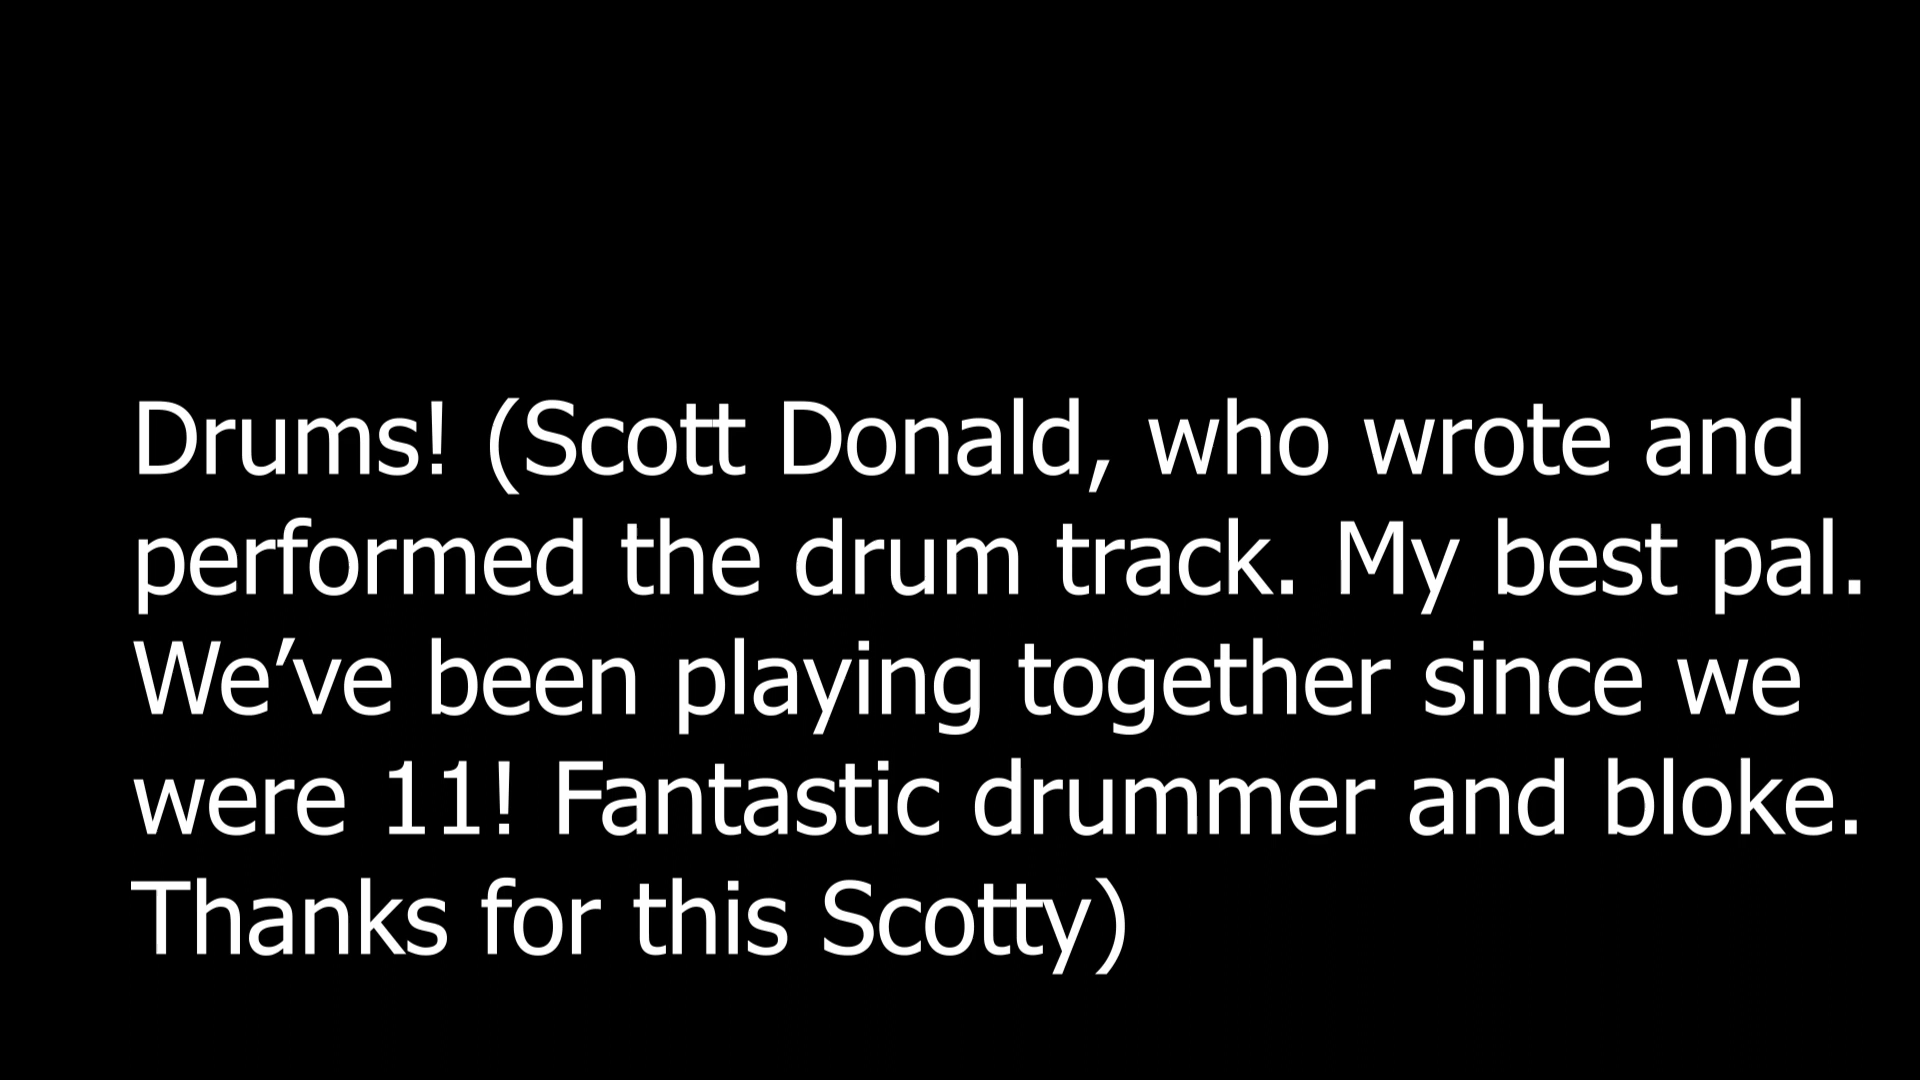 Drums! (Scott Donald, who wrote and
performed the drum track. My best pal.
We’ve been playing together since we
were 11! Fantastic drummer and bloke.
Thanks for this Scotty)